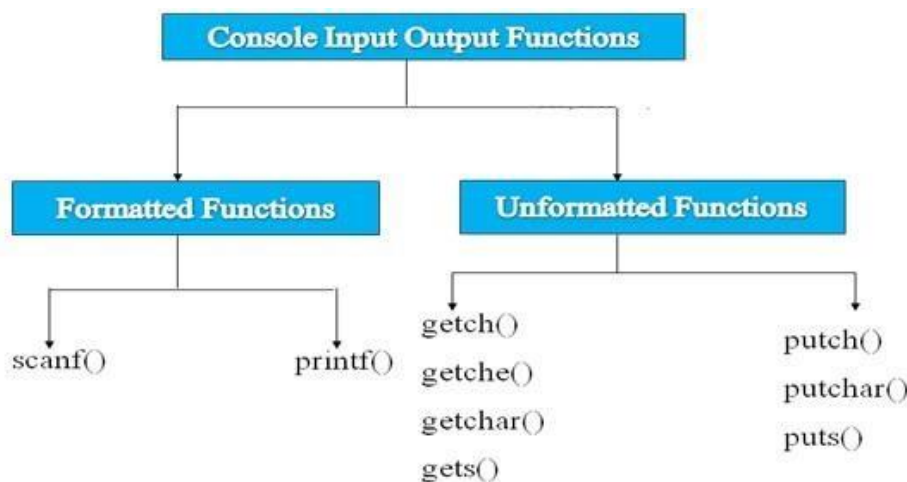 Console Input Output Functions
Formatted Functions
Unformatted Functions
scanf()
printf()
getch()
getche()
getchar()
gets()
putch()
putchar()
puts()